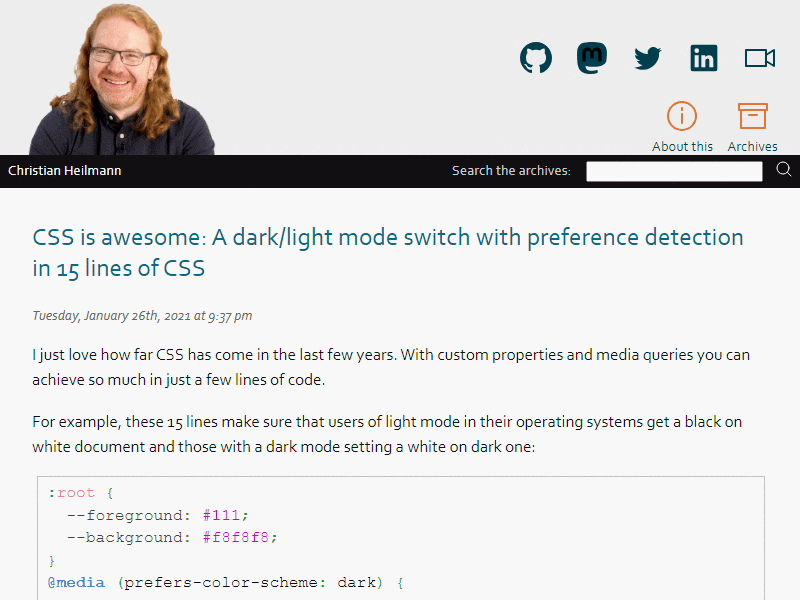 About this
Archives
Christian Heilmann
Search the archives:
CSS is awesome: A dark/light mode switch with preference detection
in 15 lines of CSS
Tuesday, January 26th, 2021 at 9:37 pm
I just love how far CSS has come in the last few years. With custom properties and media queries you can
achieve so much in just a few lines of code.
For example, these 15 lines make sure that users of light mode in their operating systems get a black on
white document and those with a dark mode setting a white on dark one:
:root {
  --foreground: #111;
  --background: #f8f8f8;
}
@media (prefers-color-scheme: dark) {